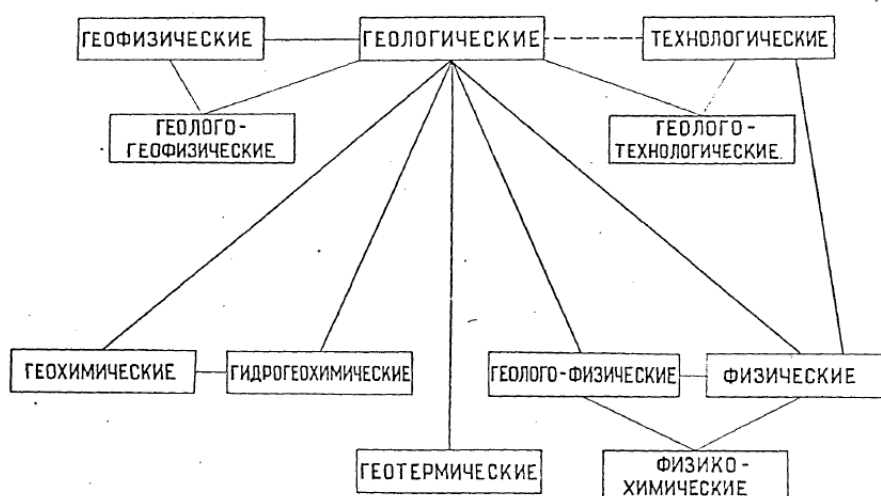 ГЕОФИЗИЧЕСКИЕ
ГЕОЛОГИЧЕСКИЕ
ТЕХНОЛОГИЧЕСКИЕ
ГЕОЛОГО-
ГЕОФИЗИЧЕСКИЕ
ГЕОЛОГО-
ТЕХНОЛОГИЧЕСКИЕ.
ГЕОХИМИЧЕСКИЕ
ГИДРОГЕОХИМИЧЕСКИЕ
ГЕОЛОГО-ФИЗИЧЕСКИЕ
ФИЗИЧЕСКИЕ
ГЕОТЕРМИЧЕСКИЕ
ФИЗИКО-
ХИМИЧЕСКИЕ